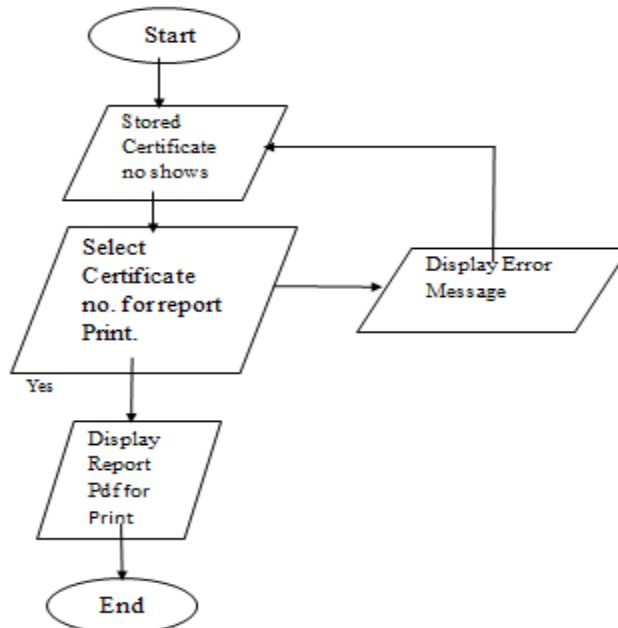 Start
Stored
Certificate
no shows
Select
Certificate
no. for report
Print.
Display Error
Message
Yes
Display
Report
Pdf for
Print
End